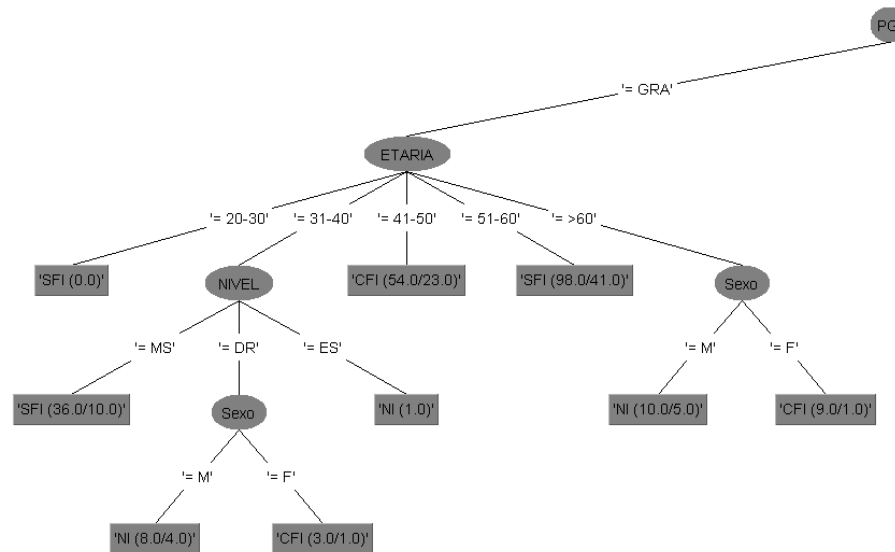 PG
'= GRA'
ETARIA
'= 20-30' '= 31-40' '= 41-50' '= 51-60' '= >60'
'SFI (0.0)' NIVEL 'CFI (54.0/23.0)' 'SFI (98.0/41.0)' Sexo
'= MS' '= DR' '= ES' '= M' '= F'
'SFI (36.0/10.0)' Sexo 'NI (1.0)' 'NI (10.0/5.0)' 'CFI (9.0/1.0)'
'= M' '= F'
'NI (8.0/4.0)' 'CFI (3.0/1.0)'